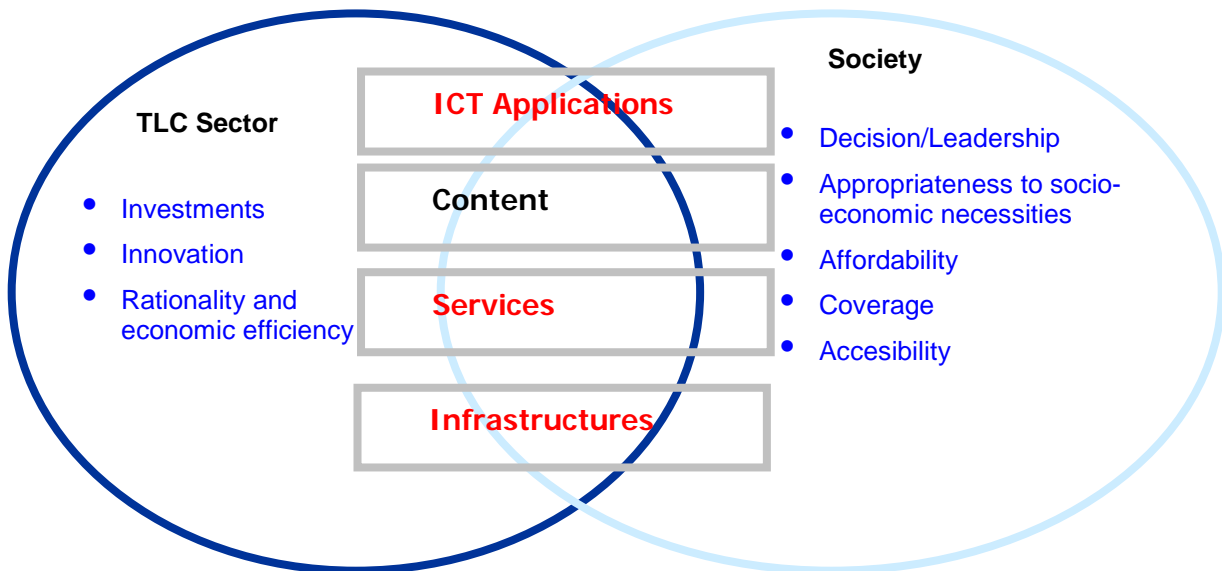 TLC Sector
• Investments
• Innovation
• Rationality and
economic efficiency
ICT Applications
Content
Services
Infrastructures
Society
• Decision/Leadership
• Appropriateness to socio-
economic necessities
• Affordability
• Coverage
• Accesibility